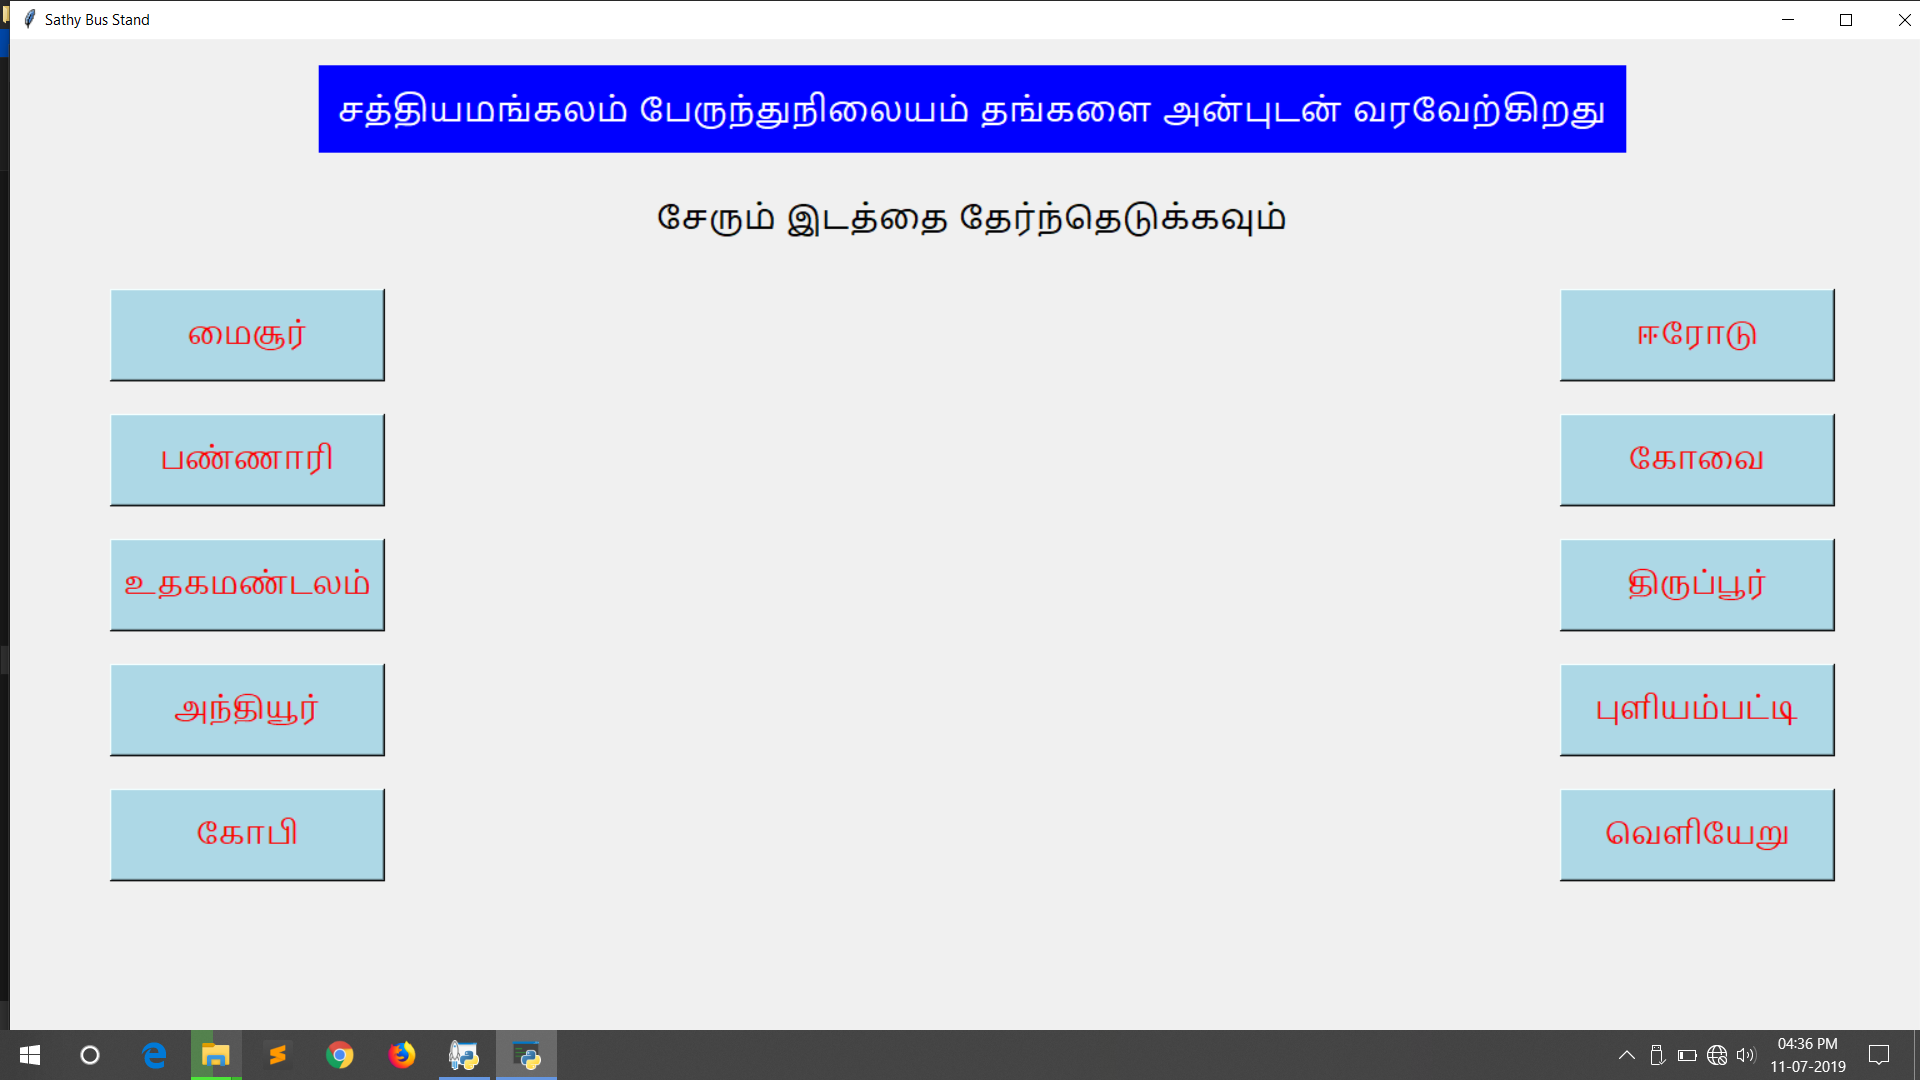 Sathy Bus Stand
சத்தியமங்கலம் பேருந்துநிலையம் தங்களை அன்புடன் வரவேற்கிறது
சேரும் இடத்தை தேர்ந்தெடுக்கவும்
மைசூர்
ஈரோடு
பண்ணாரி
கோவை
உதகமண்டலம்
திருப்பூர்
அந்தியூர்
புளியம்பட்டி
கோபி
வெளியேறு
04:36 PM
11-07-2019